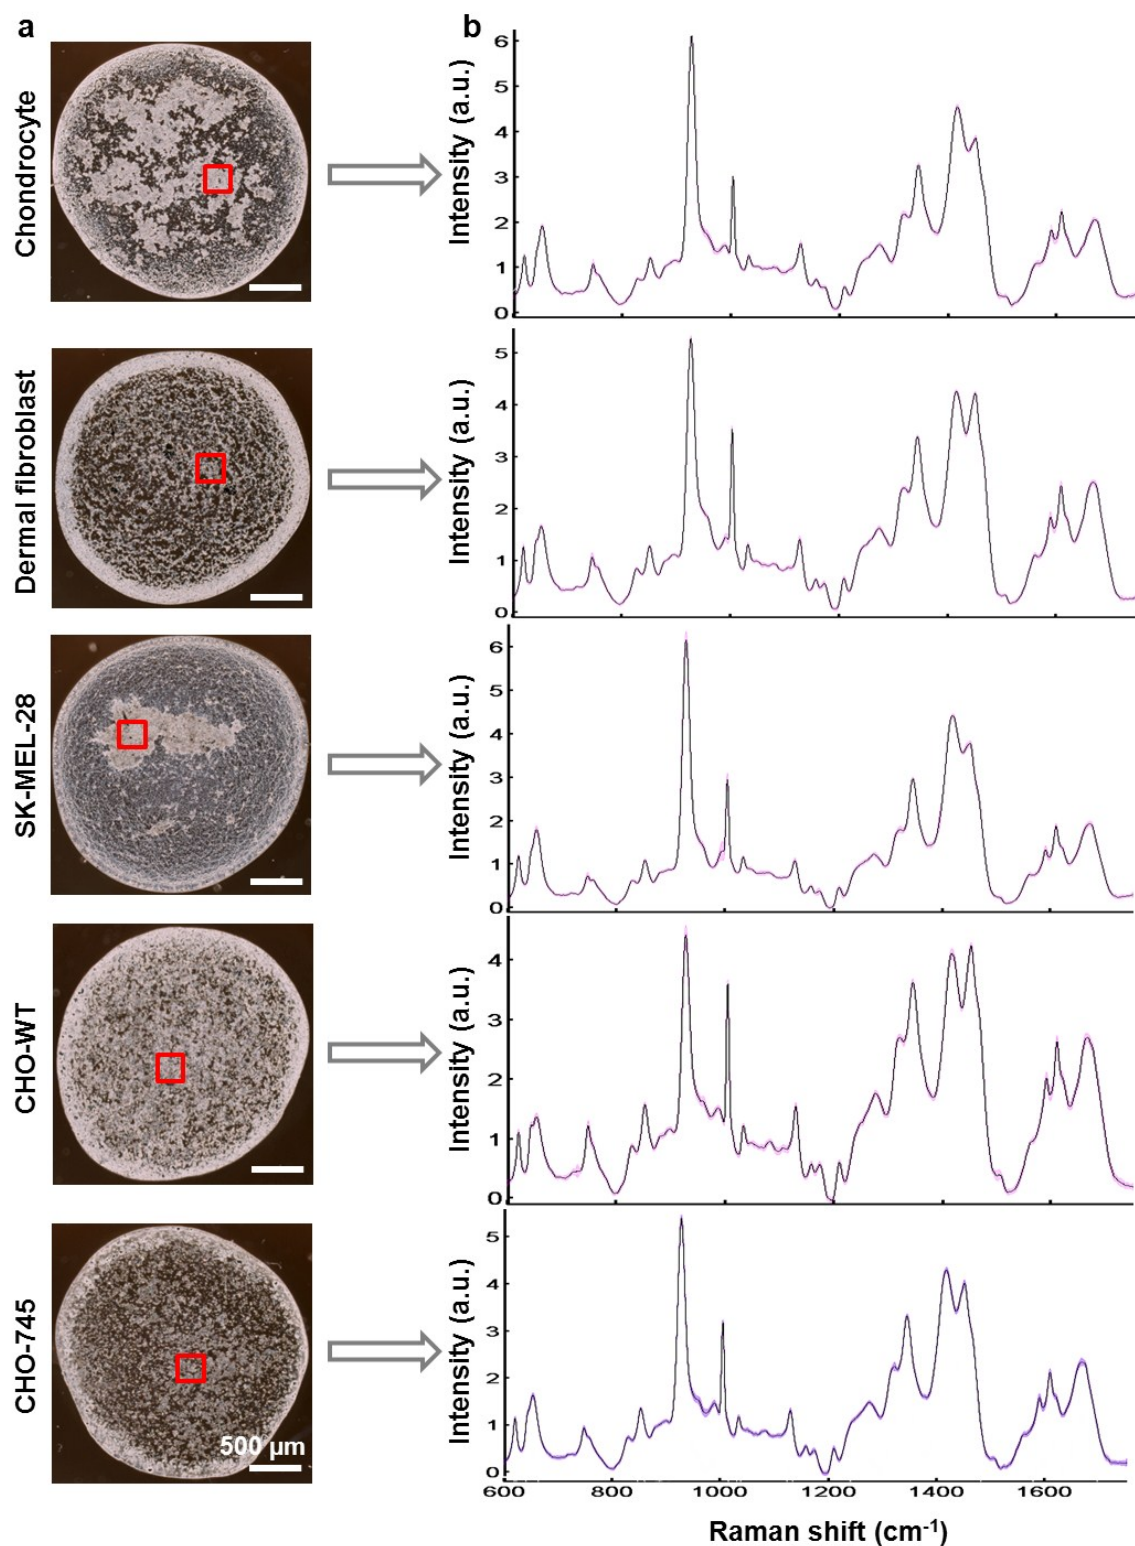 a
b
Chondrocyte
Intensity (a.u.)
6
5
4
3
2
1
0
Dermal fibroblast
Intensity (a.u.)
5
4
3
2
1
0
SK-MEL-28
Intensity (a.u.)
6
5
4
3
2
1
0
CHO-WT
Intensity (a.u.)
4
3
2
1
0
CHO-745
500 µm
Intensity (a.u.)
5
4
3
2
1
0
600 800 1000 1200 1400 1600
Raman shift (cm⁻¹)